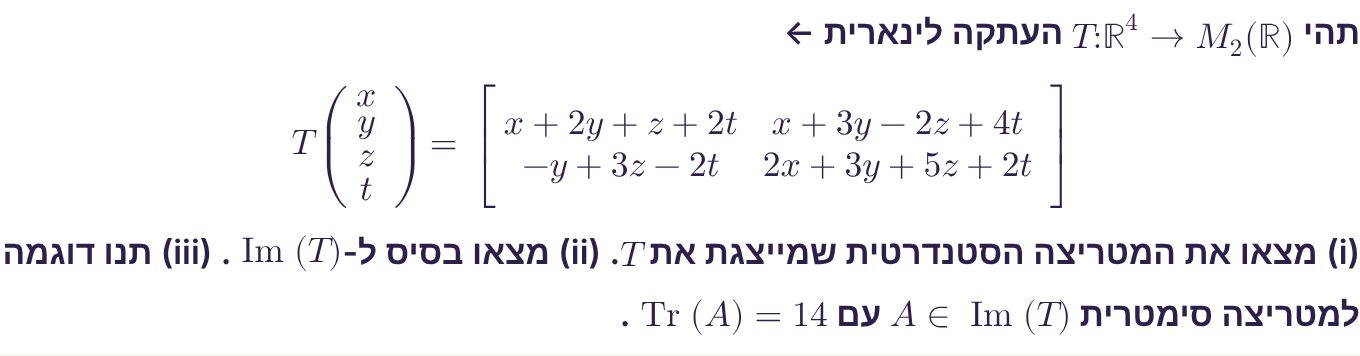 תהי T:ℝ⁴ → M₂(ℝ) העתקה לינארית ←
T(x y z t) = [x + 2y + z + 2t  x + 3y − 2z + 4t
−y + 3z − 2t  2x + 3y + 5z + 2t]
(i) מצאו את המטריצה הסטנדרטית שמייצגת את T. (ii) מצאו בסיס ל-Im (T) . (iii) תנו דוגמה
למטריצה סימטרית A ∈ Im (T) עם Tr (A) = 14 .